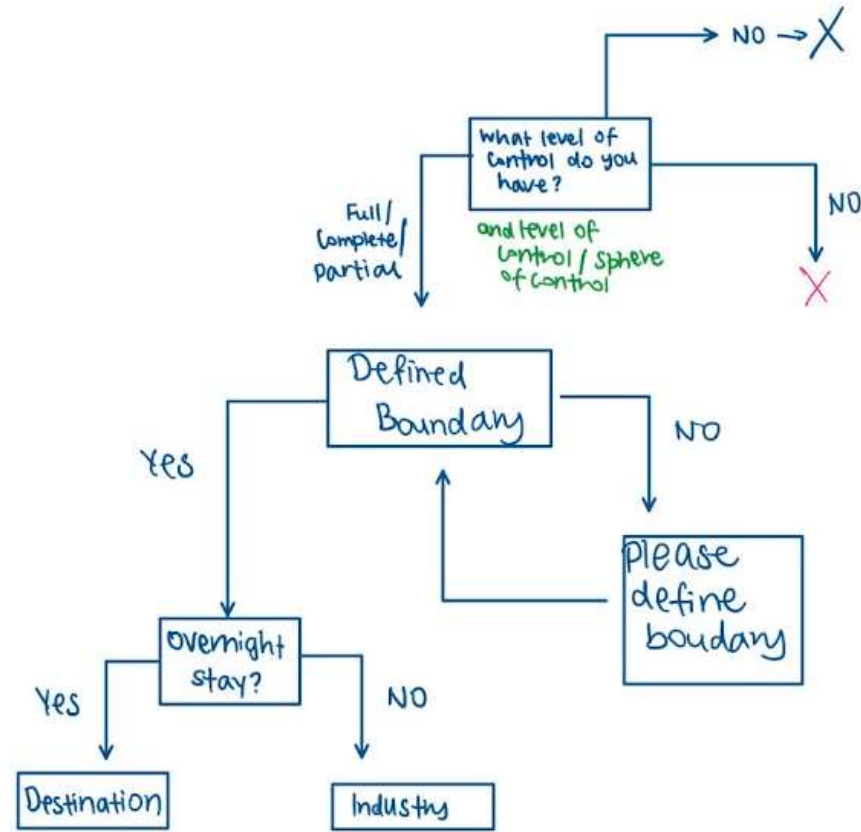 NO → X
What level of
control do you
have?
Full/
Complete/
Partial
NO
and level of
control / sphere
of control
X
Defined
Boundary
Yes
NO
please
define
boudary
overnight
stay?
Yes
NO
Destination
Industry